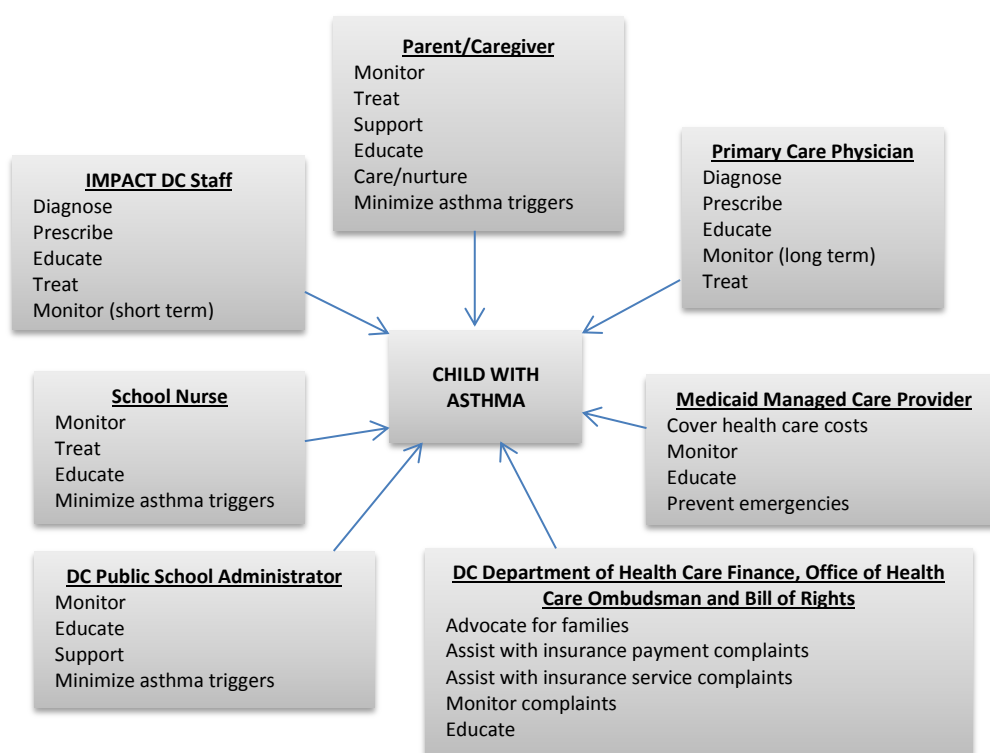 Parent/Caregiver
Monitor
Treat
Support
Educate
Care/nurture
Minimize asthma triggers
IMPACT DC Staff
Diagnose
Prescribe
Educate
Treat
Monitor (short term)
Primary Care Physician
Diagnose
Prescribe
Educate
Monitor (long term)
Treat
CHILD WITH
ASTHMA
School Nurse
Monitor
Treat
Educate
Minimize asthma triggers
Medicaid Managed Care Provider
Cover health care costs
Monitor
Educate
Prevent emergencies
DC Public School Administrator
Monitor
Educate
Support
Minimize asthma triggers
DC Department of Health Care Finance, Office of Health
Care Ombudsman and Bill of Rights
Advocate for families
Assist with insurance payment complaints
Assist with insurance service complaints
Monitor complaints
Educate